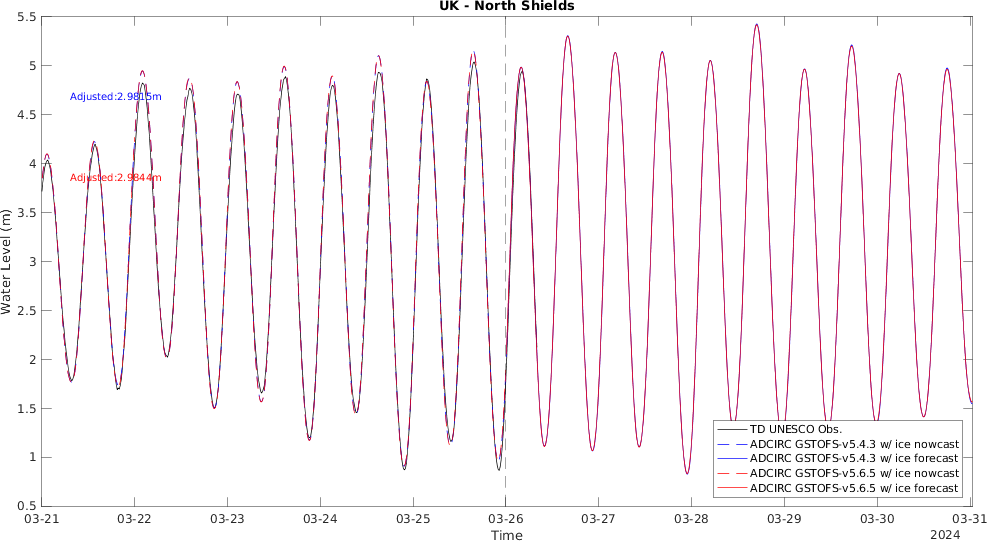 UK - North Shields
5.5
5
4.5
4
3.5
3
2.5
2
1.5
1
0.5
Water Level (m)
Adjusted:2.9815m
Adjusted:2.9844m
TD UNESCO Obs.
ADCIRC GSTOFS-v5.4.3 w/ ice nowcast
ADCIRC GSTOFS-v5.4.3 w/ ice forecast
ADCIRC GSTOFS-v5.6.5 w/ ice nowcast
ADCIRC GSTOFS-v5.6.5 w/ ice forecast
03-21 03-22 03-23 03-24 03-25 03-26 03-27 03-28 03-29 03-30 03-31
Time
2024